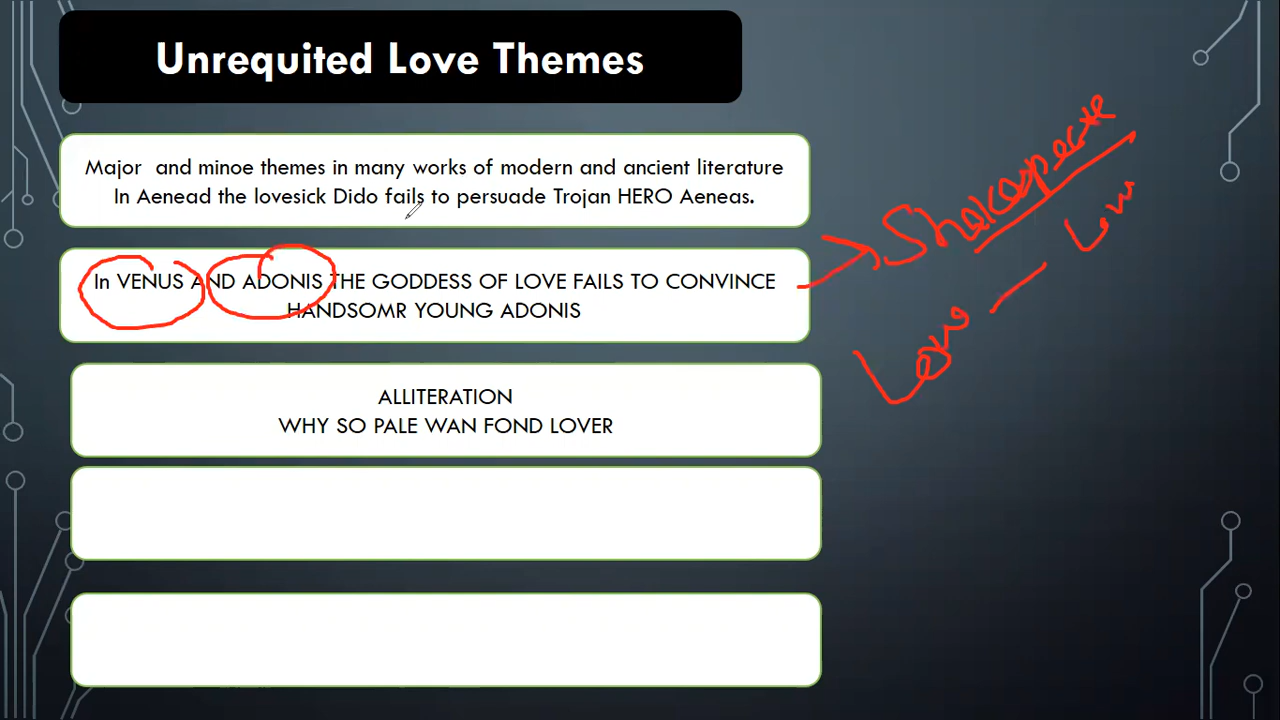 Unrequited Love Themes
Major and minoe themes in many works of modern and ancient literature
In Aenead the lovesick Dido fails to persuade Trojan HERO Aeneas.
In VENUS AND ADONIS THE GODDESS OF LOVE FAILS TO CONVINCE
HANDSOMR YOUNG ADONIS
ALLITERATION
WHY SO PALE WAN FOND LOVER
Shakespeare